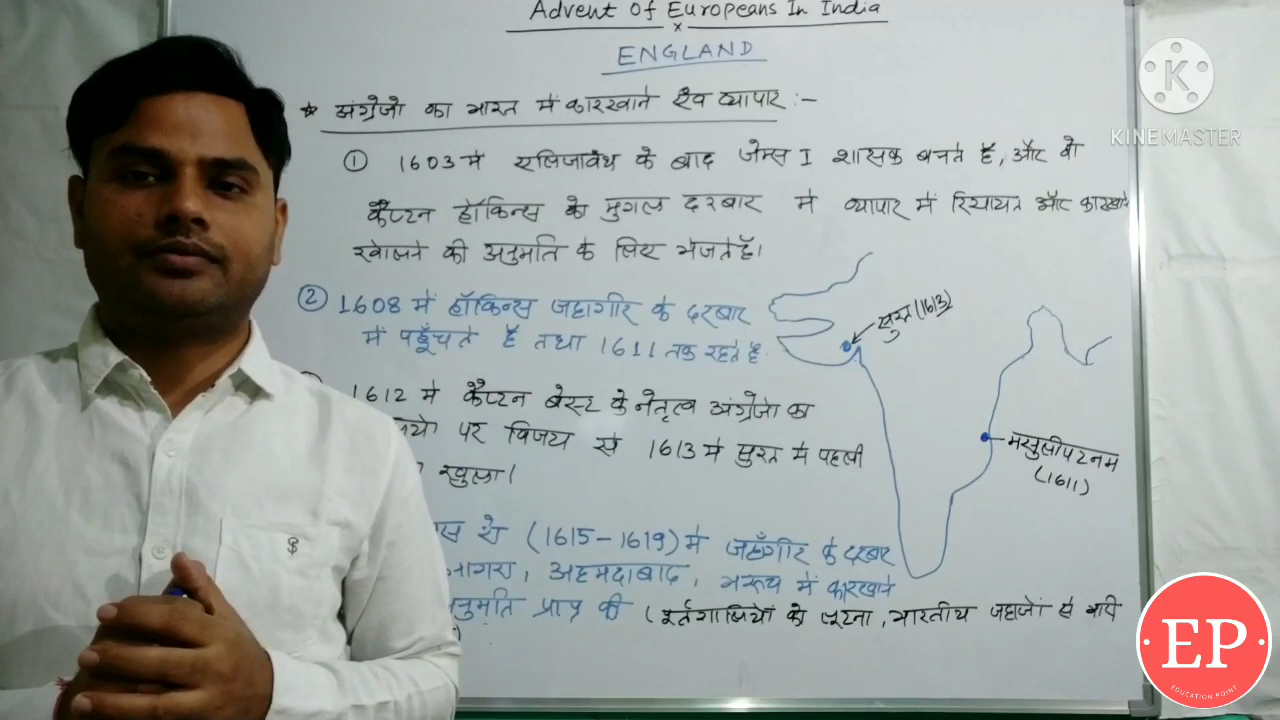 Advent Of Europeans In India
x
ENGLAND
* अंग्रेजो का भारत में कारखाने एव व्यापार :-
① 1603 मे एलिजाबेथ के बाद जेम्स I शासक बनते है, और वो
कैप्टन हॉकिन्स को मुगल दरबार मे व्यापार में रियायत और कारखाने
खोलने की अनुमति के लिए भेजते हैं।
② 1608 में हॉकिन्स जहागीर के दरबार
में पहुँचते है तथा 1611 तक रहते है
1612 मे कैप्टन बेस्ट के नेतृत्व अंग्रेजो का
पर विजय से 1613 मे सुरत मे पहली
खुला।
रो (1615-1619) मे जहाँगीर के दरबार
आगरा, अहमदाबाद, भरूच में कारखाने
प्राप्त की (पुर्तगालियो को लूटना, भारतीय जहाजो से
सुरत (1613)
मसुलीपटनम
(1611)
K
KINEMASTER
EP
EDUCATION POINT